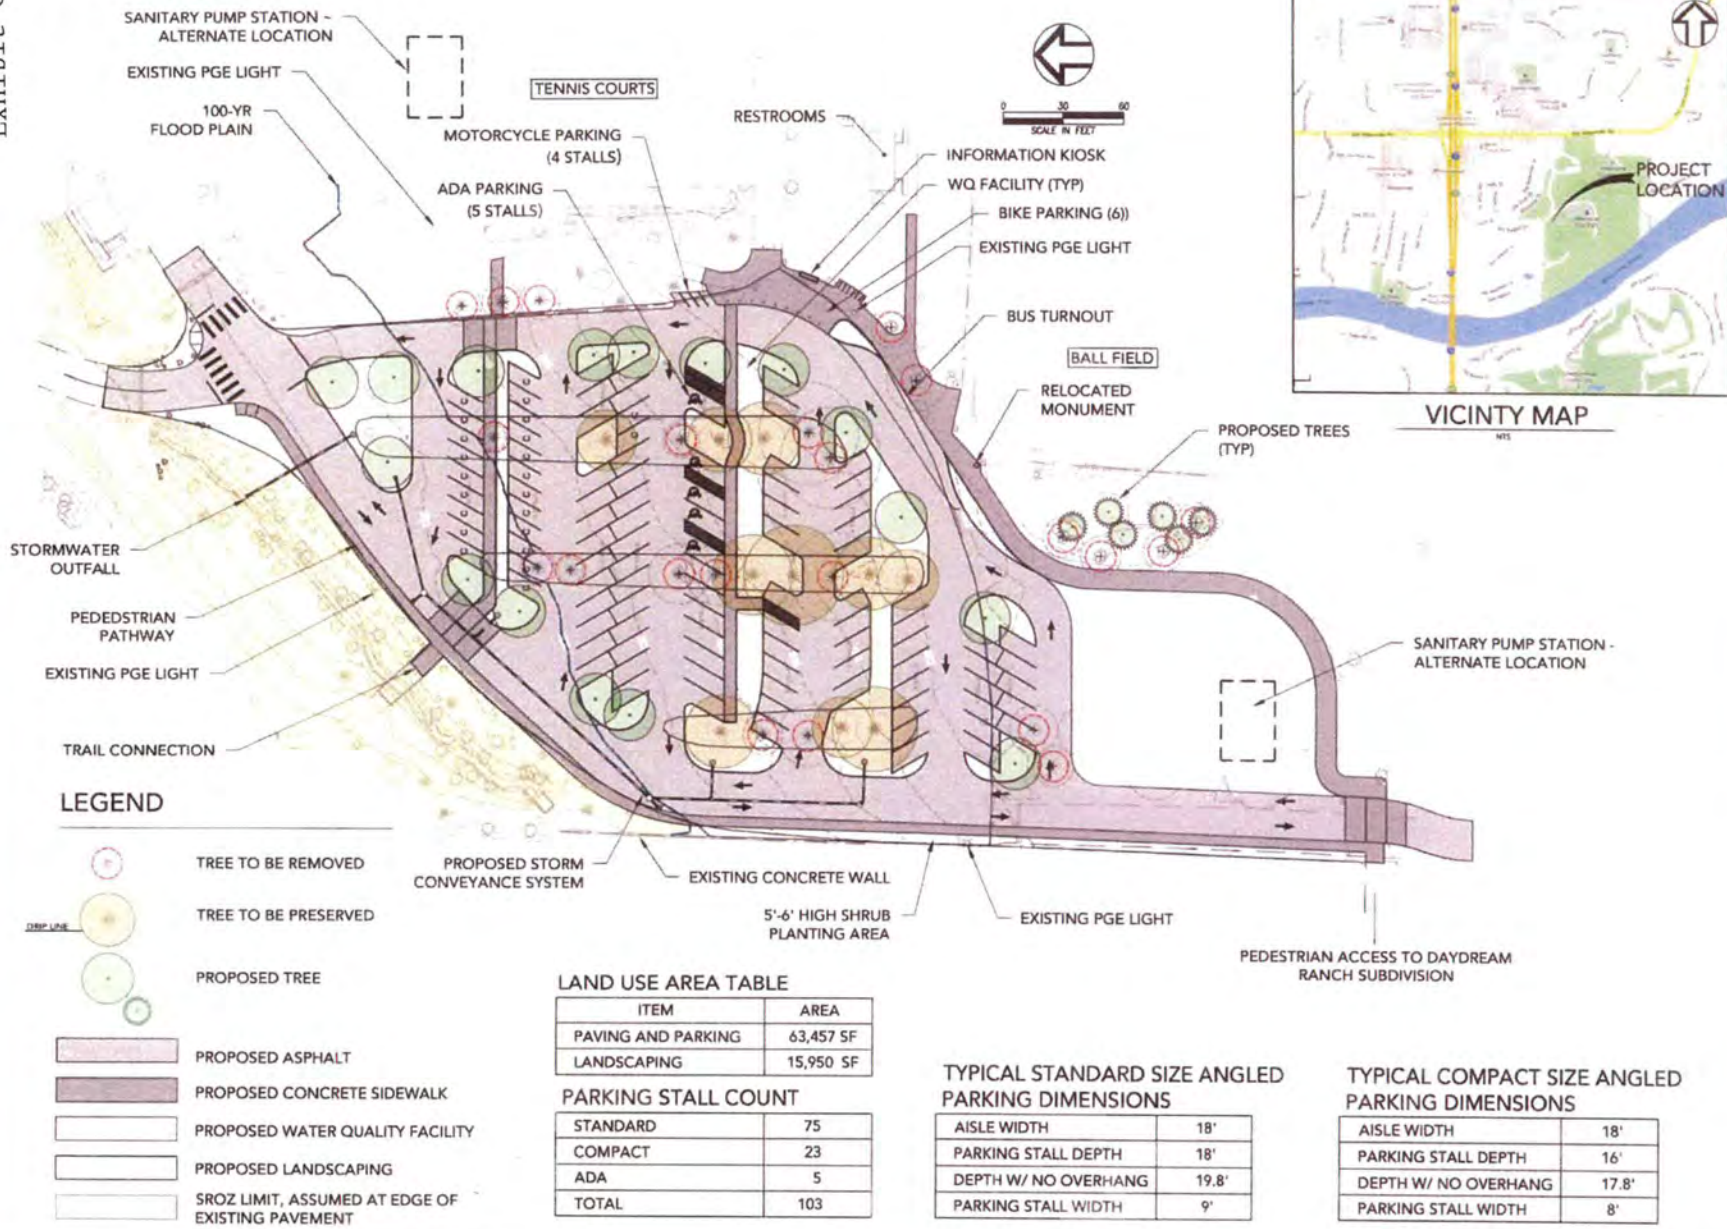 SANITARY PUMP STATION -
ALTERNATE LOCATION
EXISTING PGE LIGHT
100-YR
FLOOD PLAIN
TENNIS COURTS
MOTORCYCLE PARKING
(4 STALLS)
ADA PARKING
(5 STALLS)
RESTROOMS
0 30 60
SCALE IN FEET
INFORMATION KIOSK
WQ FACILITY (TYP)
BIKE PARKING (6))
EXISTING PGE LIGHT
BUS TURNOUT
BALL FIELD
RELOCATED
MONUMENT
PROPOSED TREES
(TYP)
PROJECT
LOCATION
VICINTY MAP
NTS
STORMWATER
OUTFALL
PEDEDSTRIAN
PATHWAY
EXISTING PGE LIGHT
TRAIL CONNECTION
SANITARY PUMP STATION -
ALTERNATE LOCATION
PROPOSED STORM
CONVEYANCE SYSTEM
EXISTING CONCRETE WALL
5'-6' HIGH SHRUB
PLANTING AREA
EXISTING PGE LIGHT
PEDESTRIAN ACCESS TO DAYDREAM
RANCH SUBDIVISION
LEGEND
TREE TO BE REMOVED
DRIP LINE
TREE TO BE PRESERVED
PROPOSED TREE
PROPOSED ASPHALT
PROPOSED CONCRETE SIDEWALK
PROPOSED WATER QUALITY FACILITY
PROPOSED LANDSCAPING
SROZ LIMIT, ASSUMED AT EDGE OF
EXISTING PAVEMENT
LAND USE AREA TABLE
ITEM AREA
PAVING AND PARKING 63,457 SF
LANDSCAPING 15,950 SF
PARKING STALL COUNT
STANDARD 75
COMPACT 23
ADA 5
TOTAL 103
TYPICAL STANDARD SIZE ANGLED
PARKING DIMENSIONS
AISLE WIDTH 18'
PARKING STALL DEPTH 18'
DEPTH W/ NO OVERHANG 19.8'
PARKING STALL WIDTH 9'
TYPICAL COMPACT SIZE ANGLED
PARKING DIMENSIONS
AISLE WIDTH 18'
PARKING STALL DEPTH 16'
DEPTH W/ NO OVERHANG 17.8'
PARKING STALL WIDTH 8'